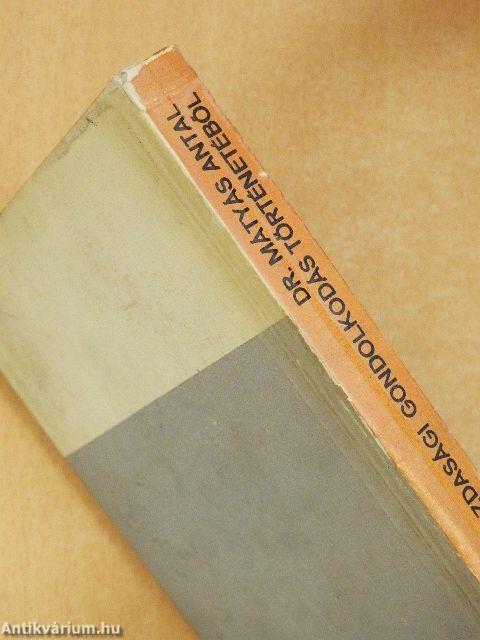 DR. MÁTYÁS ANTAL
ZDASÁGI GONDOLKODÁS TÖRTÉNETÉBŐL
Antikvárium.hu